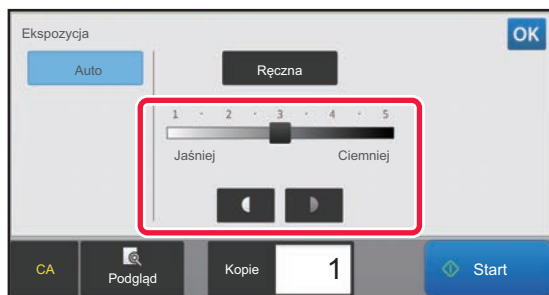 Ekspozycja
OK
Auto
Ręczna
1 · 2 · 3 · 4 · 5
Jaśniej Ciemniej
CA
Podgląd
Kopie
1
Start